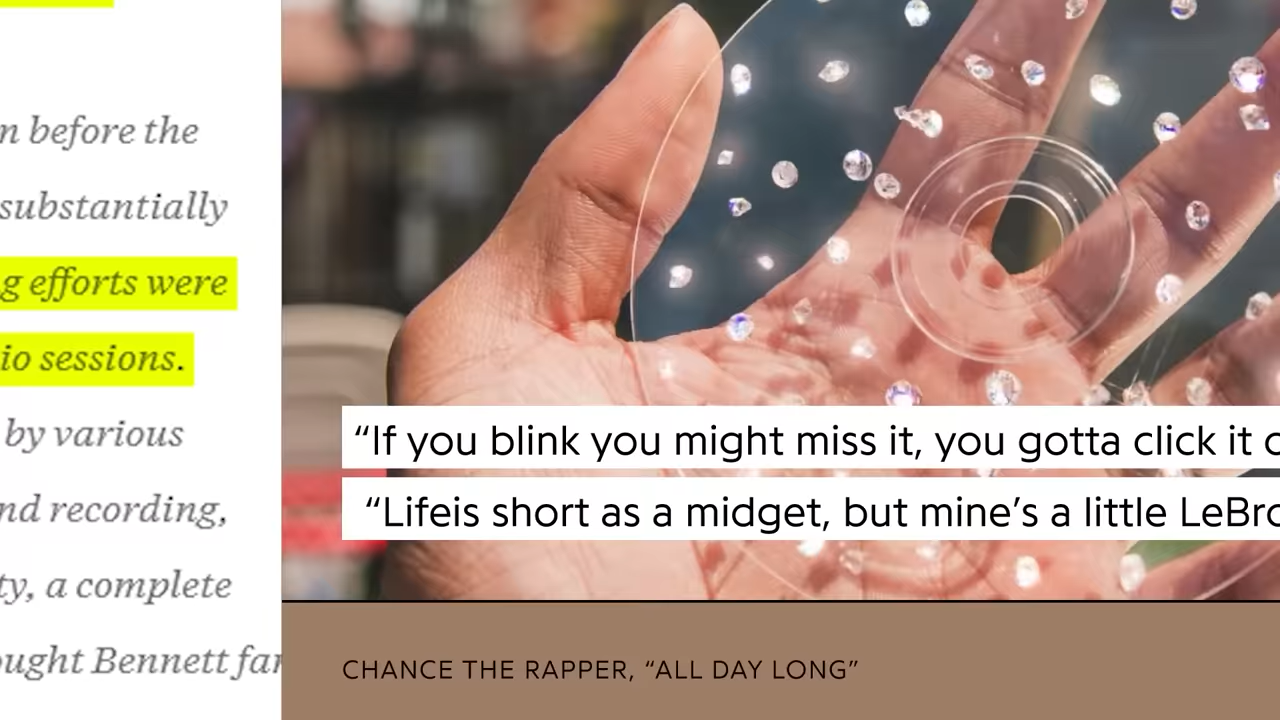 n before the
substantially
g efforts were
io sessions.
by various
nd recording,
ty, a complete
ought Bennett
“If you blink you might miss it, you gotta click it
“Lifeis short as a midget, but mine’s a little
CHANCE THE RAPPER, “ALL DAY LONG”